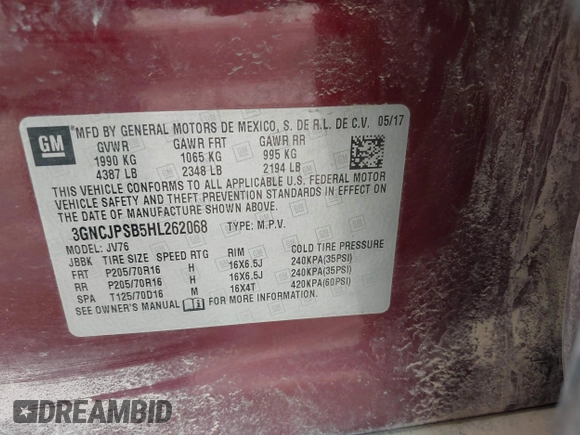 GM
MFD BY GENERAL MOTORS DE MEXICO, S. DE R.L. DE C.V. 05/17
GVWR GAWR FRT GAWR RR
1990 KG 1065 KG 995 KG
4387 LB 2348 LB 2194 LB
THIS VEHICLE CONFORMS TO ALL APPLICABLE U.S. FEDERAL MOTOR
VEHICLE SAFETY AND THEFT PREVENTION STANDARDS IN EFFECT ON
THE DATE OF MANUFACTURE SHOWN ABOVE.
3GNCJPSB5HL262068 TYPE: M.P.V.
MODEL: JV76
JBBK TIRE SIZE SPEED RTG RIM COLD TIRE PRESSURE
FRT P205/70R16 H 16X6.5J 240KPA(35PSI)
RR P205/70R16 H 16X6.5J 240KPA(35PSI)
SPA T125/70D16 M 16X4T 420KPA(60PSI)
SEE OWNER'S MANUAL FOR MORE INFORMATION.
DREAMBID